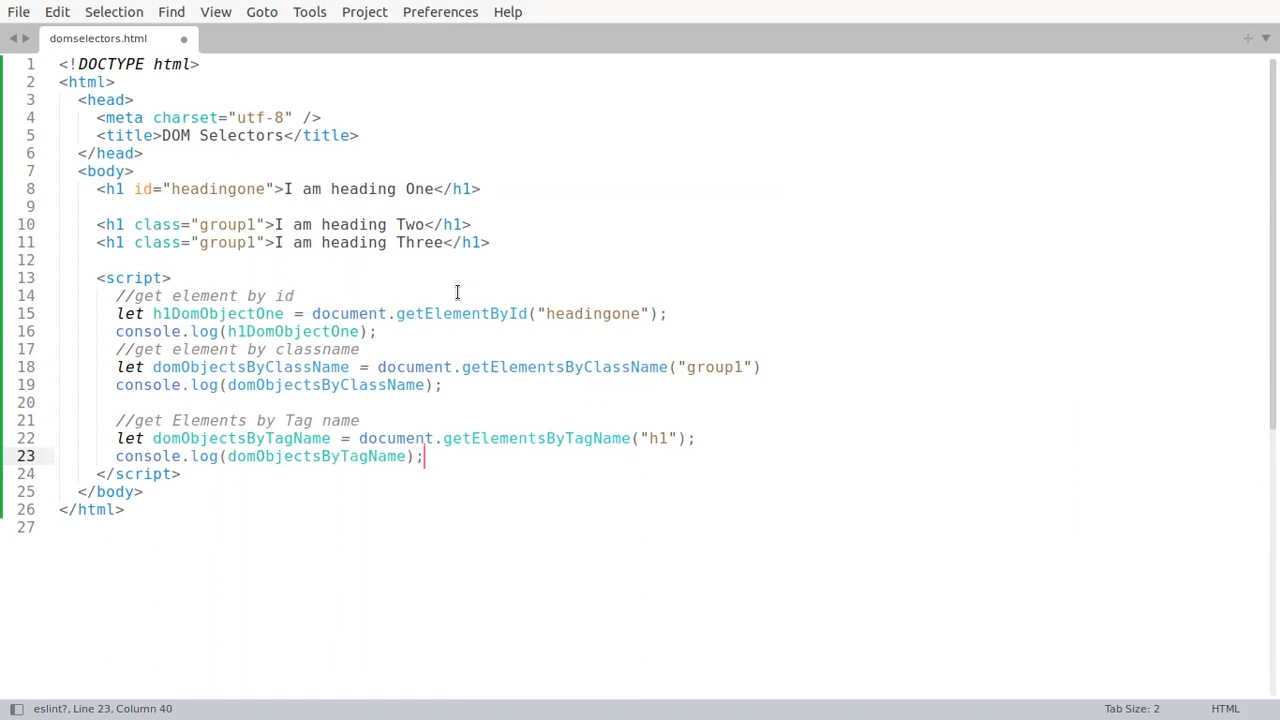 File Edit Selection Find View Goto Tools Project Preferences Help
domselectors.html
1 <!DOCTYPE html>
2 <html>
3   <head>
4     <meta charset="utf-8" />
5     <title>DOM Selectors</title>
6   </head>
7   <body>
8     <h1 id="headingone">I am heading One</h1>
9
10     <h1 class="group1">I am heading Two</h1>
11     <h1 class="group1">I am heading Three</h1>
12
13     <script>
14       //get element by id
15       let h1DomObjectOne = document.getElementById("headingone");
16       console.log(h1DomObjectOne);
17       //get element by classname
18       let domObjectsByClassName = document.getElementsByClassName("group1")
19       console.log(domObjectsByClassName);
20
21       //get Elements by Tag name
22       let domObjectsByTagName = document.getElementsByTagName("h1");
23       console.log(domObjectsByTagName);
24     </script>
25   </body>
26 </html>
27
eslint?, Line 23, Column 40 Tab Size: 2 HTML